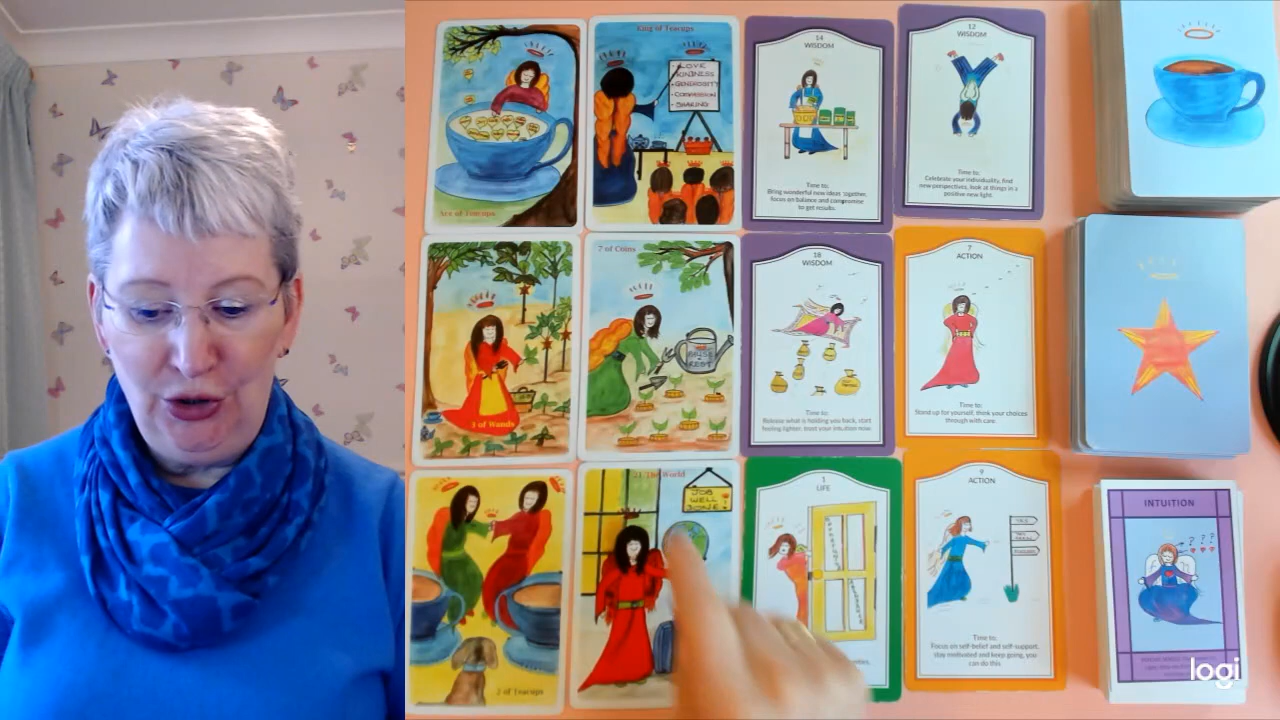 Ace of Teacups
King of Teacups
- LOVE
- KINDNESS
- GENEROSITY
- COMPASSION
- SHARING
14
WISDOM
Time to:
Bring wonderful new ideas together,
focus on balance and compromise
to get results.
12
WISDOM
Time to:
Celebrate your individuality, find
new perspectives, look at things in a
positive new light.
3 of Wands
7 of Coins
PAUSE
&
REST
18
WISDOM
Time to:
Release what is holding you back, start
feeling lighter, trust your intuition now.
7
ACTION
Time to:
Stand up for yourself, think your choices
through with care.
2 of Teacups
21 The World
JOB
WELL
DONE
1
LIFE
9
ACTION
Time to:
Focus on self-belief and self-support,
stay motivated and keep going, you
can do this
INTUITION
? ? ?
logi